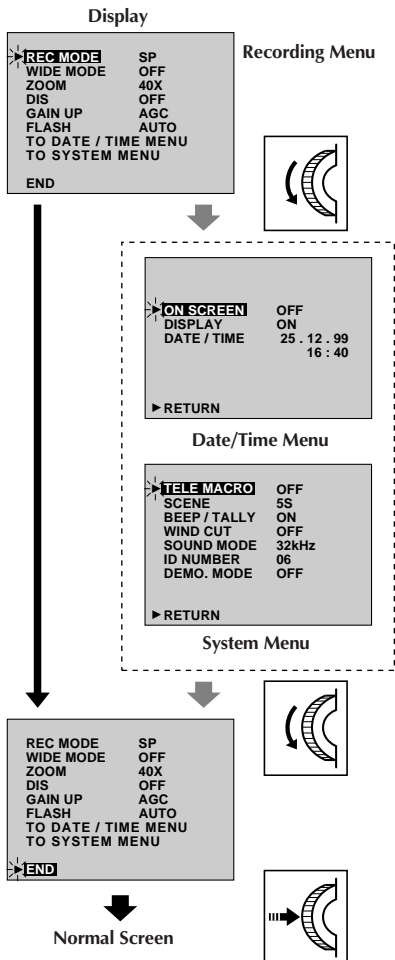 Display
Recording Menu
REC MODE SP
WIDE MODE OFF
ZOOM 40X
DIS OFF
GAIN UP AGC
FLASH AUTO
TO DATE / TIME MENU
TO SYSTEM MENU
END
ON SCREEN OFF
DISPLAY ON
DATE / TIME 25 . 12 . 99
16 : 40
RETURN
Date/Time Menu
TELE MACRO OFF
SCENE 5S
BEEP / TALLY ON
WIND CUT OFF
SOUND MODE 32kHz
ID NUMBER 06
DEMO. MODE OFF
RETURN
System Menu
REC MODE SP
WIDE MODE OFF
ZOOM 40X
DIS OFF
GAIN UP AGC
FLASH AUTO
TO DATE / TIME MENU
TO SYSTEM MENU
END
Normal Screen